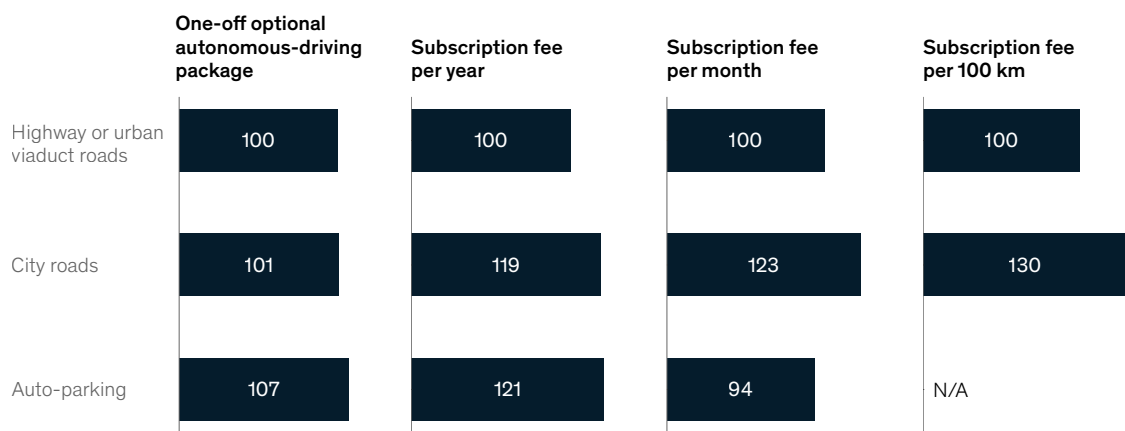 One-off optional
autonomous-driving
package
Subscription fee
per year
Subscription fee
per month
Subscription fee
per 100 km
Highway or urban
viaduct roads
100
100
100
100
City roads
101
119
123
130
Auto-parking
107
121
94
N/A